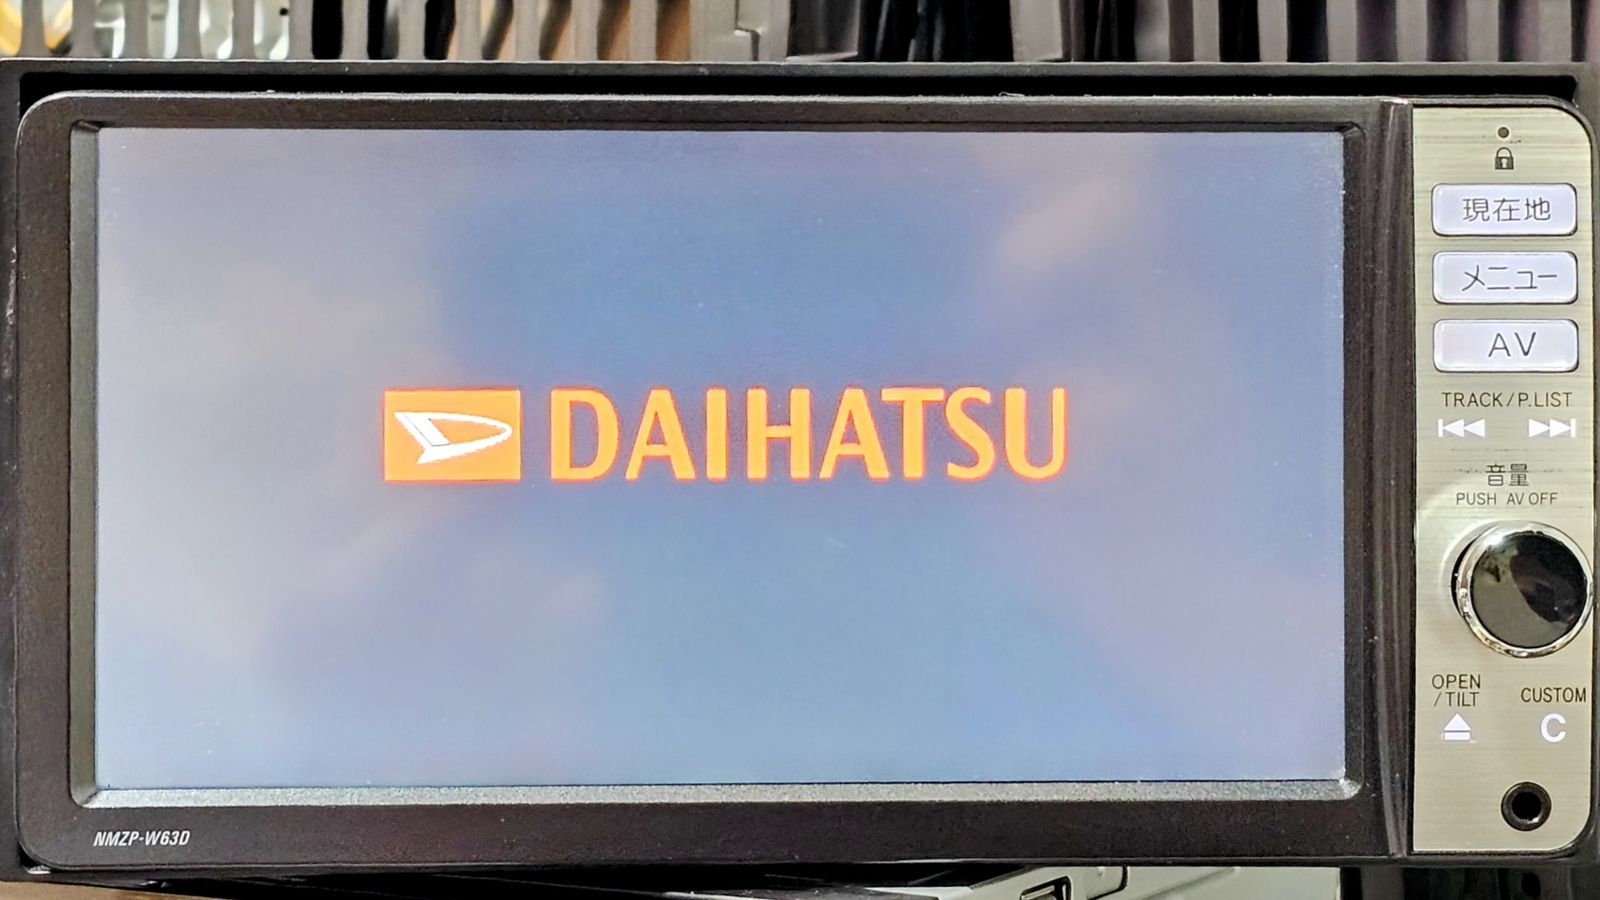 DAIHATSU
現在地
メニュー
AV
TRACK/P.LIST
音量
PUSH AV OFF
OPEN
/TILT
CUSTOM
C
NMZP-W63D